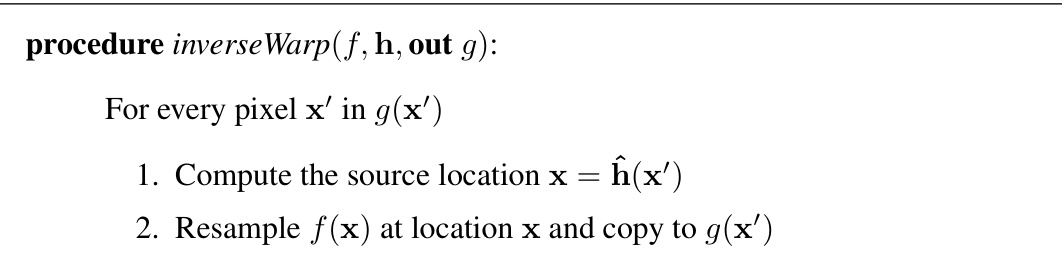 procedure inverseWarp(f, h, out g):
For every pixel x′ in g(x′)
1. Compute the source location x = ĥ(x′)
2. Resample f(x) at location x and copy to g(x′)